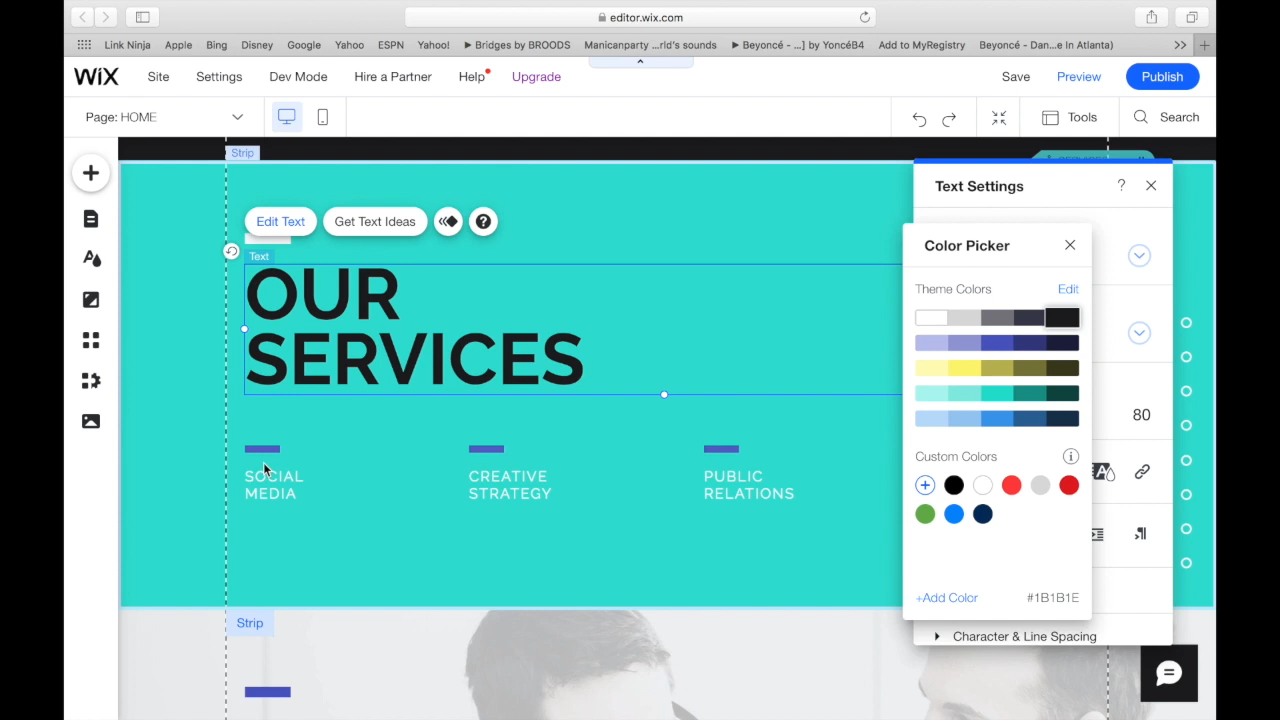 editor.wix.com
Link Ninja Apple Bing Disney Google Yahoo ESPN Yahoo! ▶ Bridges by BROODS Manicanparty ...rld's sounds ▶ Beyoncé - ...] by YoncéB4 Add to MyRegistry Beyoncé - Dan...e In Atlanta)
WiX Site Settings Dev Mode Hire a Partner Help Upgrade Save Preview Publish
Page: HOME Tools Search
Strip
Text Settings ?
Edit Text Get Text Ideas ?
Color Picker
Text
Theme Colors Edit
OUR
SERVICES
80
Custom Colors i
SOCIAL
MEDIA
CREATIVE
STRATEGY
PUBLIC
RELATIONS
+Add Color #1B1B1E
Strip
Character & Line Spacing